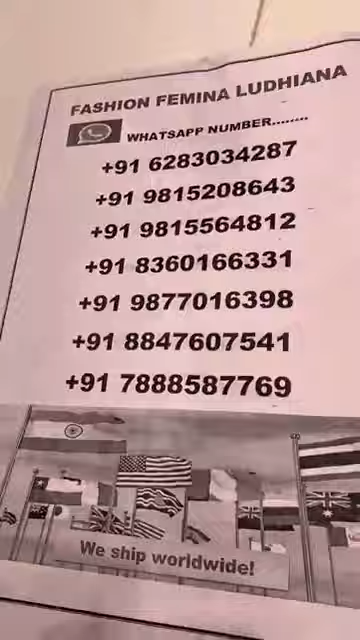 FASHION FEMINA LUDHIANA
WHATSAPP NUMBER........
+91 6283034287
+91 9815208643
+91 9815564812
+91 8360166331
+91 9877016398
+91 8847607541
+91 7888587769
We ship worldwide!